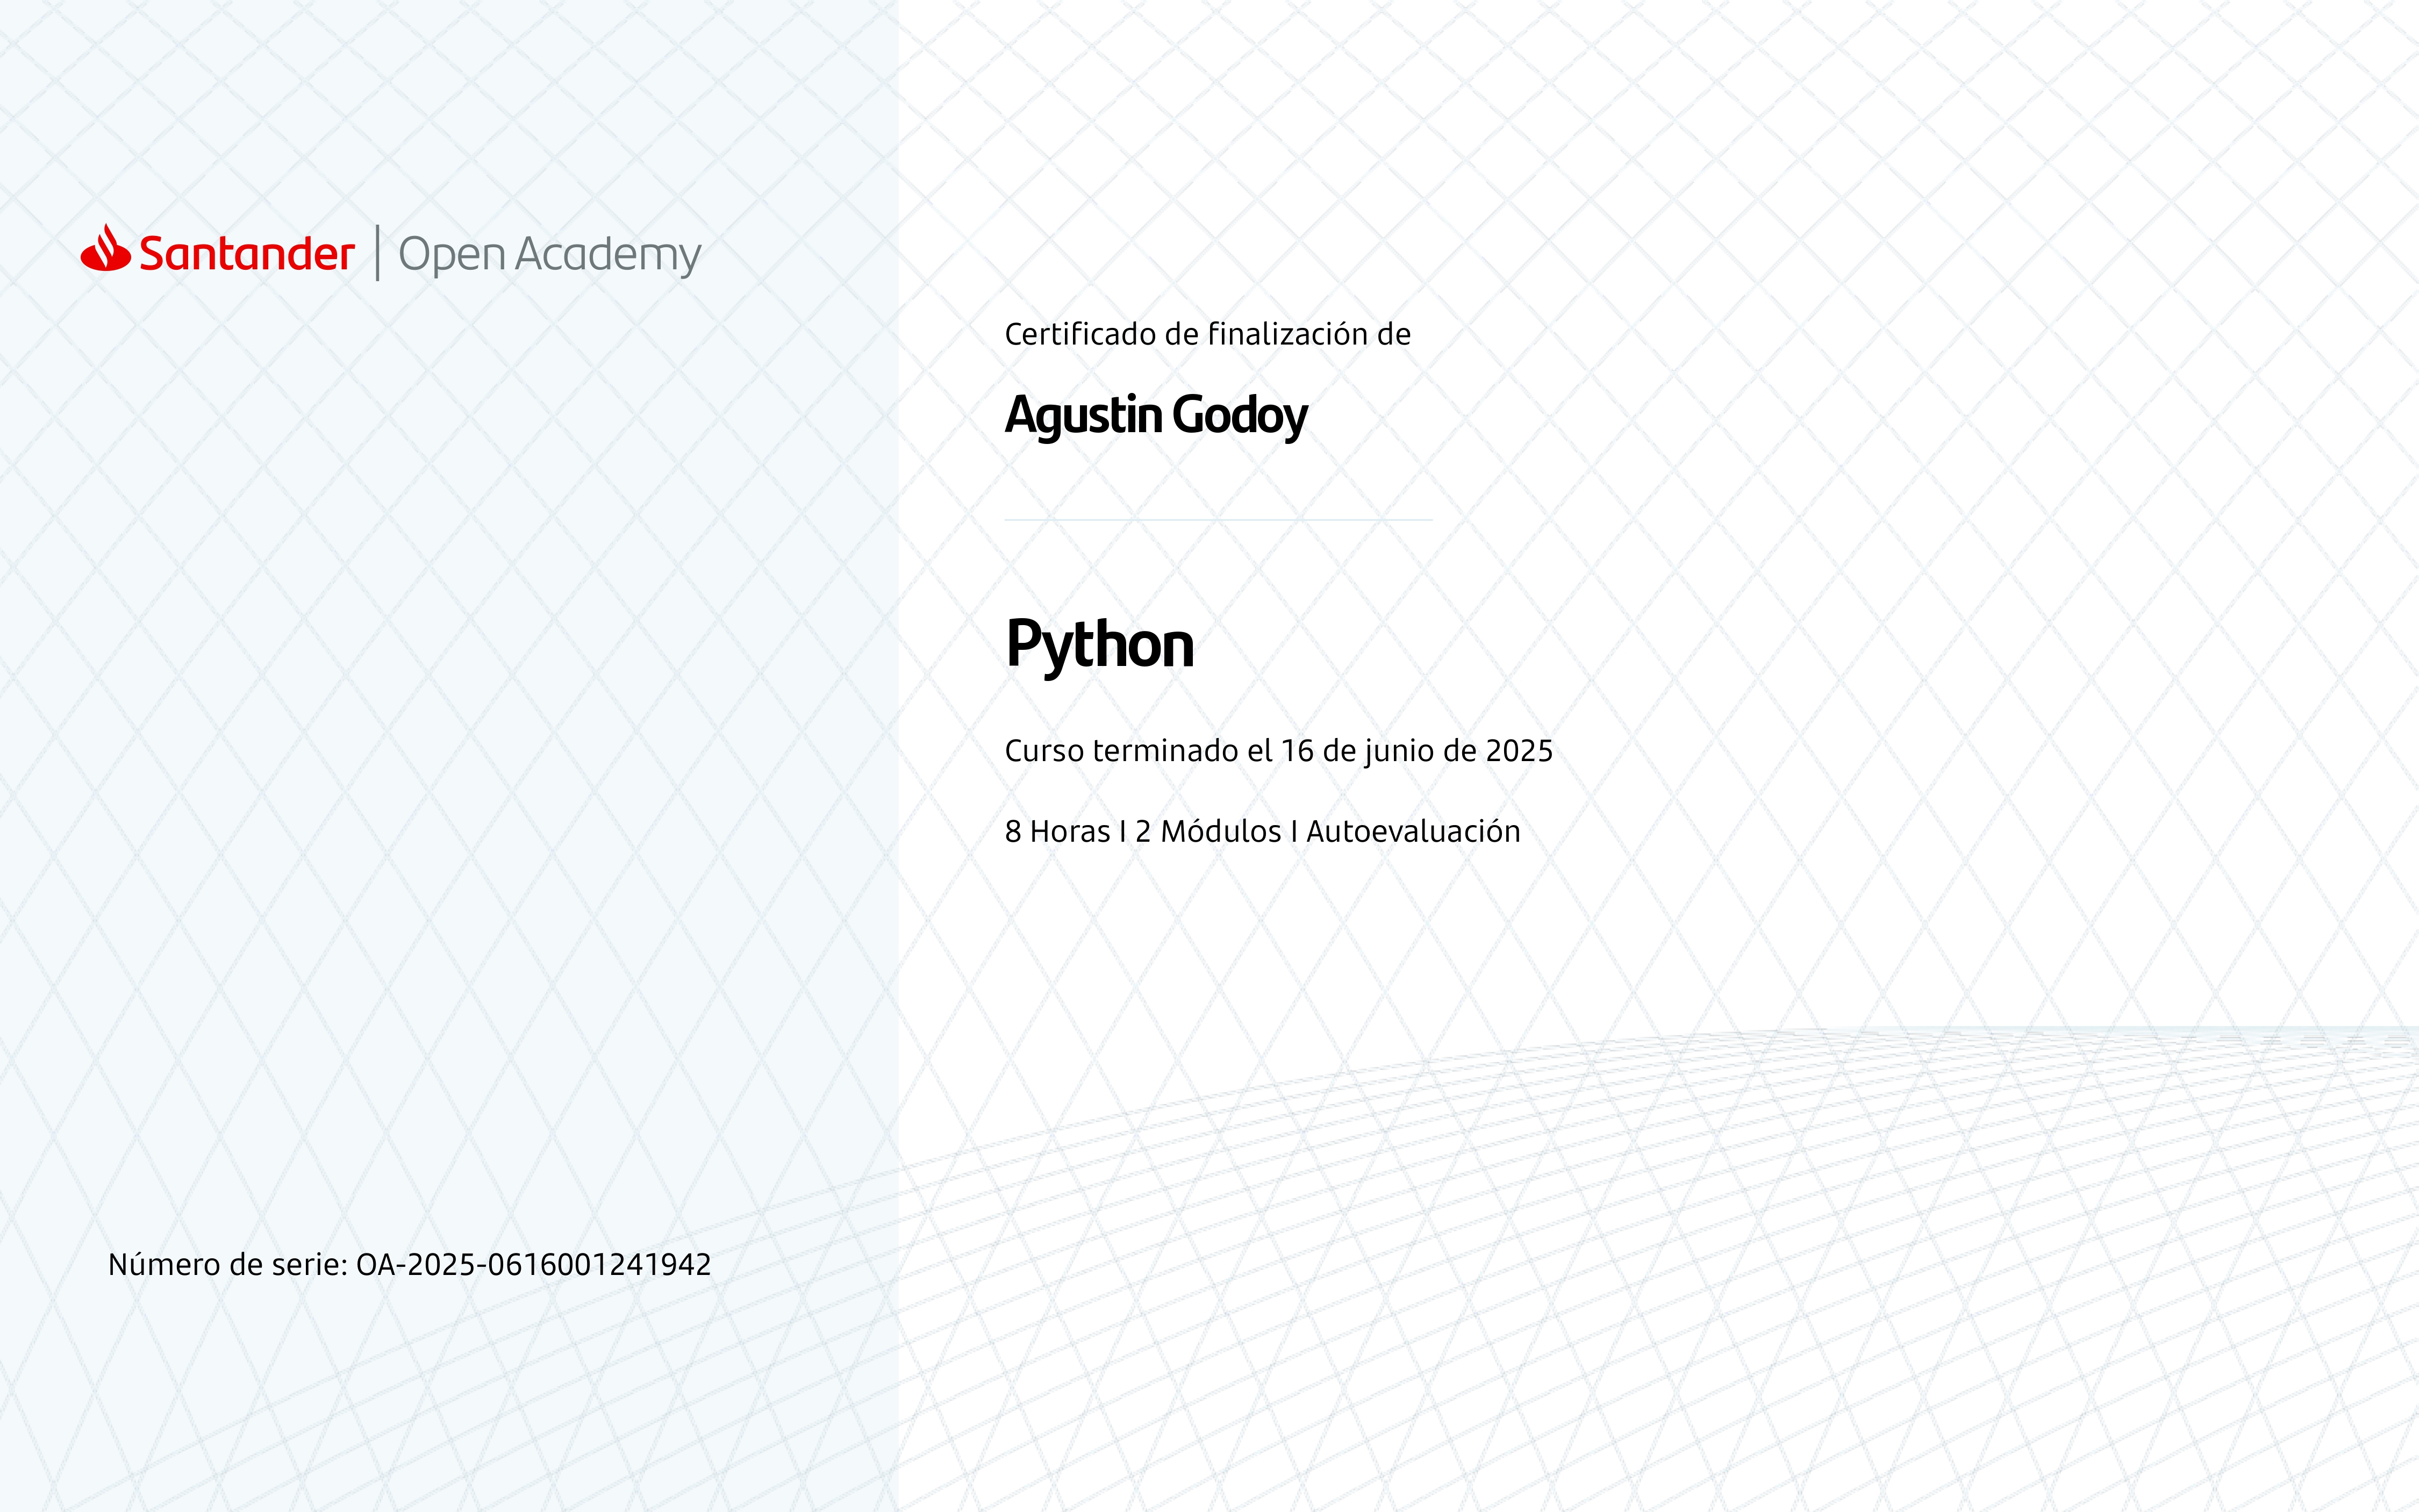 Santander | Open Academy
Certificado de finalización de
Agustin Godoy
Python
Curso terminado el 16 de junio de 2025
8 Horas I 2 Módulos I Autoevaluación
Número de serie: OA-2025-0616001241942